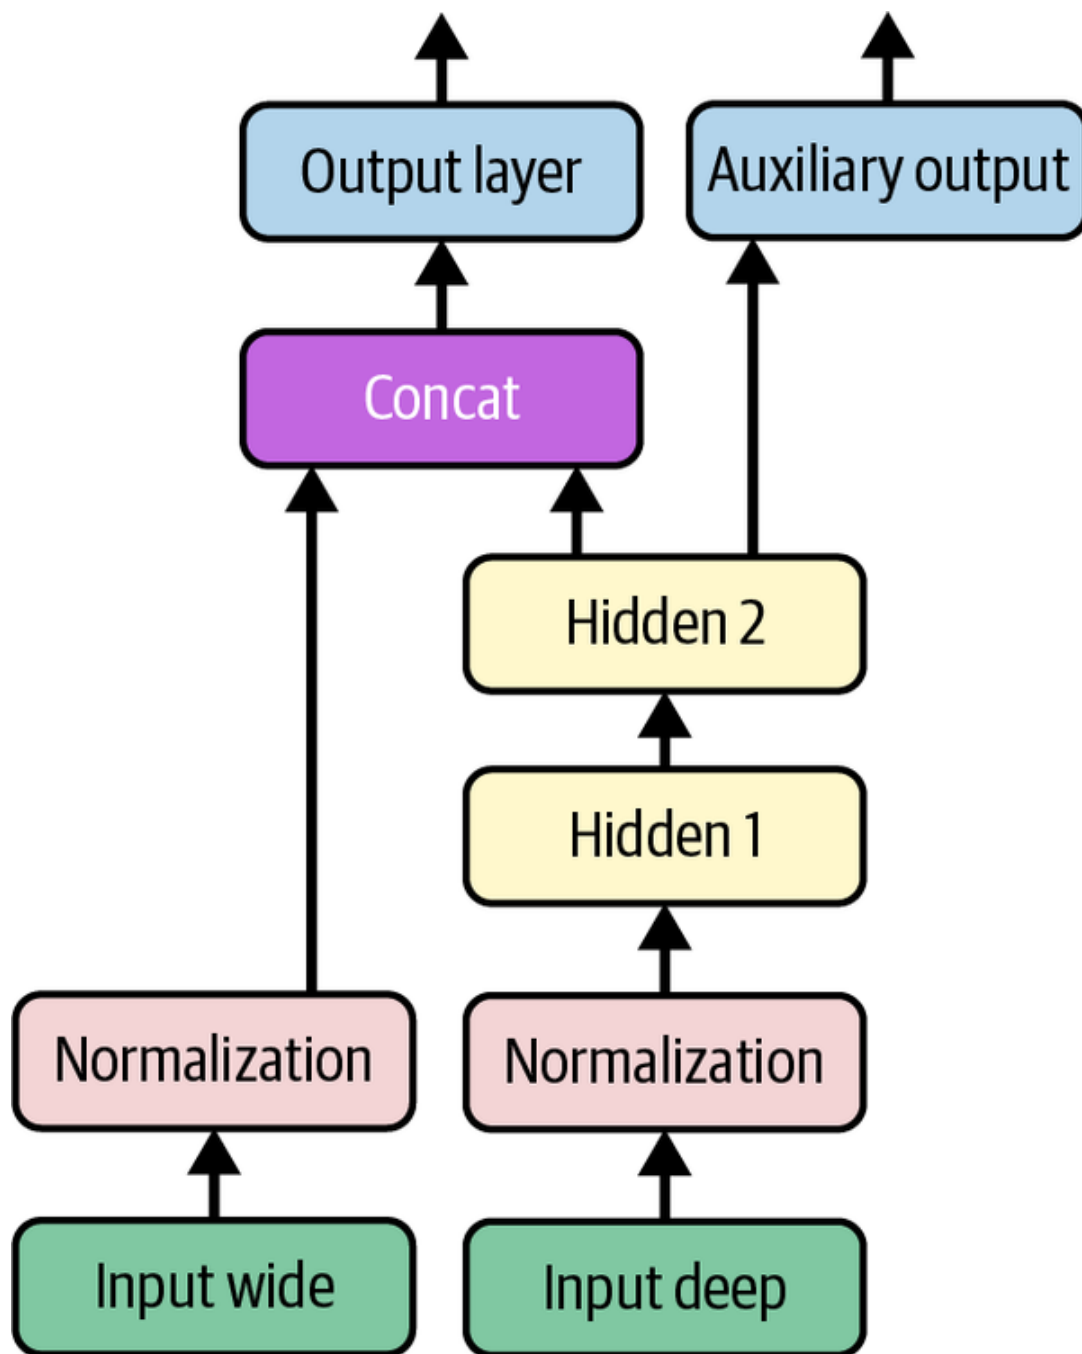 Output layer
Auxiliary output
Concat
Hidden 2
Hidden 1
Normalization
Normalization
Input wide
Input deep